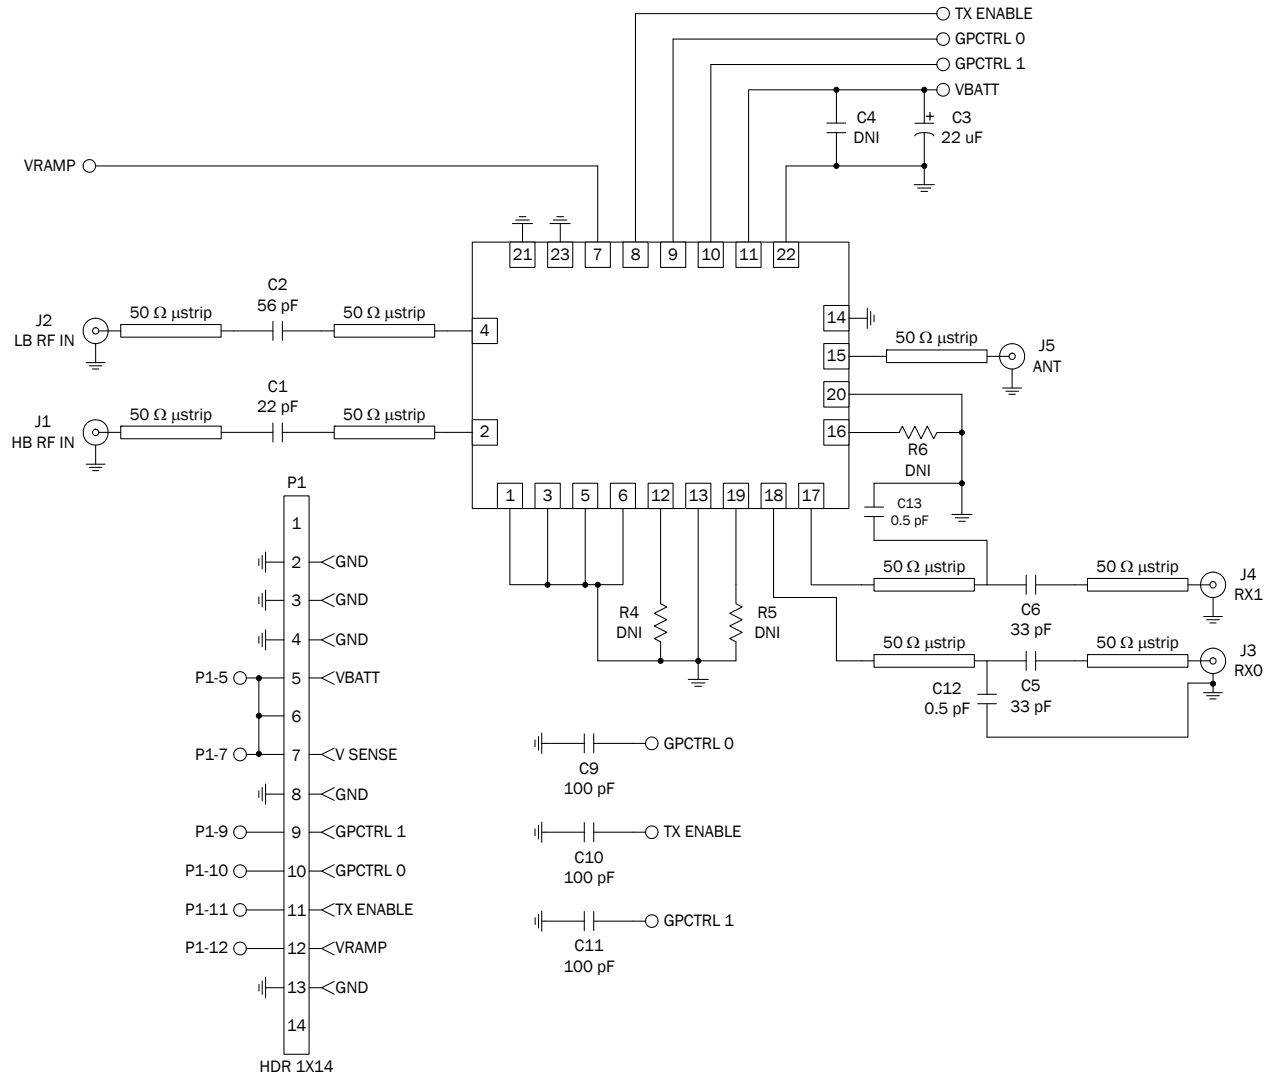 TX ENABLE
GPCTRL 0
GPCTRL 1
VBATT
C4
DNI
C3
22 uF
+
VRAMP
21
23
7
8
9
10
11
22
C2
56 pF
50 Ω μstrip
50 Ω μstrip
J2
LB RF IN
4
14
15
50 Ω μstrip
J5
ANT
C1
22 pF
50 Ω μstrip
50 Ω μstrip
J1
HB RF IN
2
20
16
R6
DNI
1
3
5
6
12
13
19
18
17
C13
0.5 pF
R4
DNI
R5
DNI
50 Ω μstrip
C6
33 pF
50 Ω μstrip
J4
RX1
50 Ω μstrip
C12
0.5 pF
C5
33 pF
50 Ω μstrip
J3
RX0
P1
1
2 GND
3 GND
4 GND
P1-5 5 VBATT
6
P1-7 7 V SENSE
8 GND
P1-9 9 GPCTRL 1
P1-10 10 GPCTRL 0
P1-11 11 TX ENABLE
P1-12 12 VRAMP
13 GND
14
HDR 1X14
GPCTRL 0
C9
100 pF
TX ENABLE
C10
100 pF
GPCTRL 1
C11
100 pF